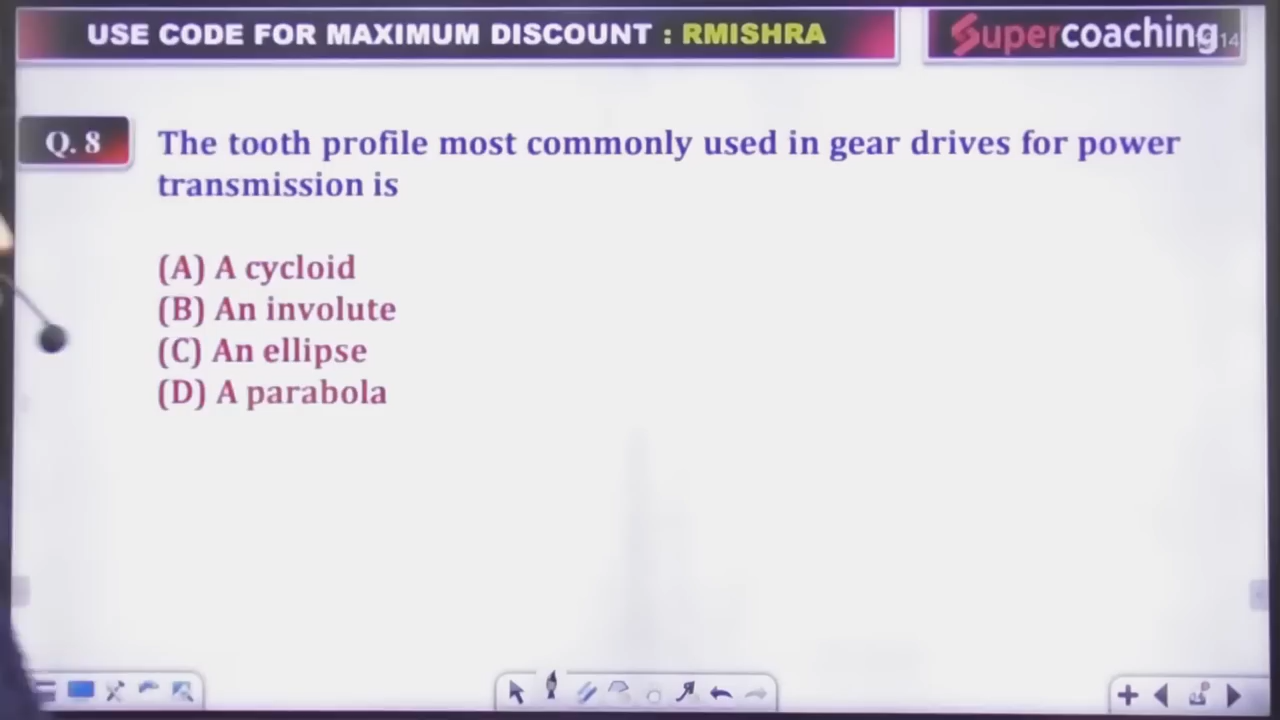 USE CODE FOR MAXIMUM DISCOUNT : RMISHRA
Supercoaching
14
Q. 8
The tooth profile most commonly used in gear drives for power
transmission is
(A) A cycloid
(B) An involute
(C) An ellipse
(D) A parabola